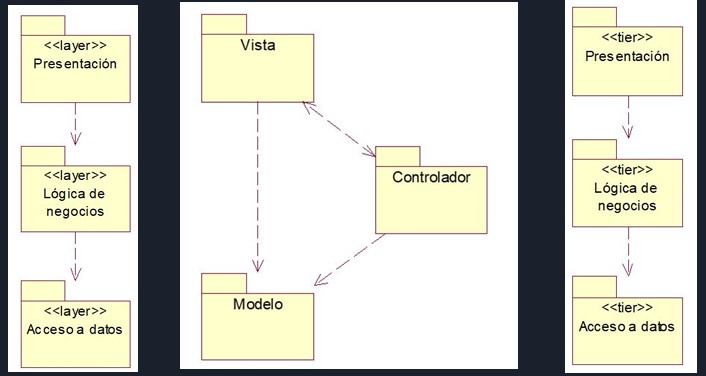 <<layer>>
Presentación
<<layer>>
Lógica de
negocios
<<layer>>
Acceso a datos
Vista
Controlador
Modelo
<<tier>>
Presentación
<<tier>>
Lógica de
negocios
<<tier>>
Acceso a datos